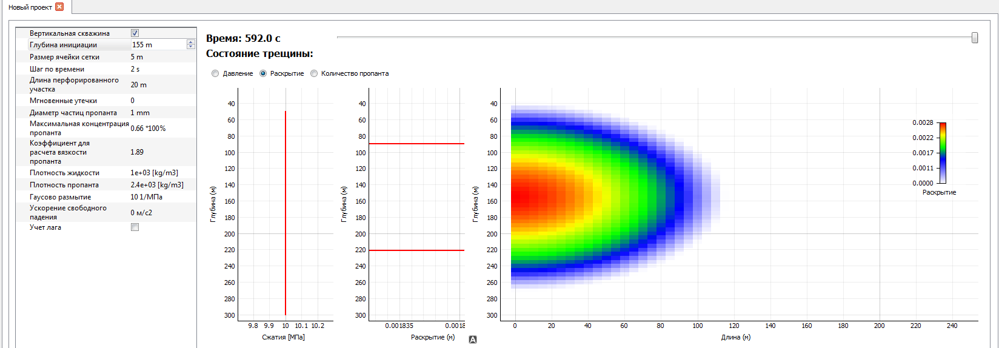 Новый проект
Вертикальная скважина
Глубина инициации 155 m
Размер ячейки сетки 5 m
Шаг по времени 2 s
Длина перфорированного
участка 20 m
Мгновенные утечки 0
Диаметр частиц пропанта 1 mm
Максимальная концентрация
пропанта 0.66 *100%
Коэффициент для
расчета вязкости 1.89
пропанта
Плотность жидкости 1e+03 [kg/m3]
Плотность пропанта 2.4e+03 [kg/m3]
Гаусово размытие 10 1/МПа
Ускорение свободного
падения 0 м/с2
Учет лага
Время: 592.0 с
Состояние трещины:
Давление Раскрытие Количество пропанта
40
60
80
100
120
140
160
180
200
220
240
260
280
300
Глубина (м)
9.8 9.9 10 10.1 10.2
Сжатия [МПа]
40
60
80
100
120
140
160
180
200
220
240
260
280
300
Глубина (м)
0.001835 0.0018
Раскрытие (м)
A
40
60
80
100
120
140
160
180
200
220
240
260
280
300
Глубина (м)
0 20 40 60 80 100 120 140 160 180 200 220 240
Длина (м)
0.0028
0.0022
0.0017
0.0011
0.0000
Раскрытие